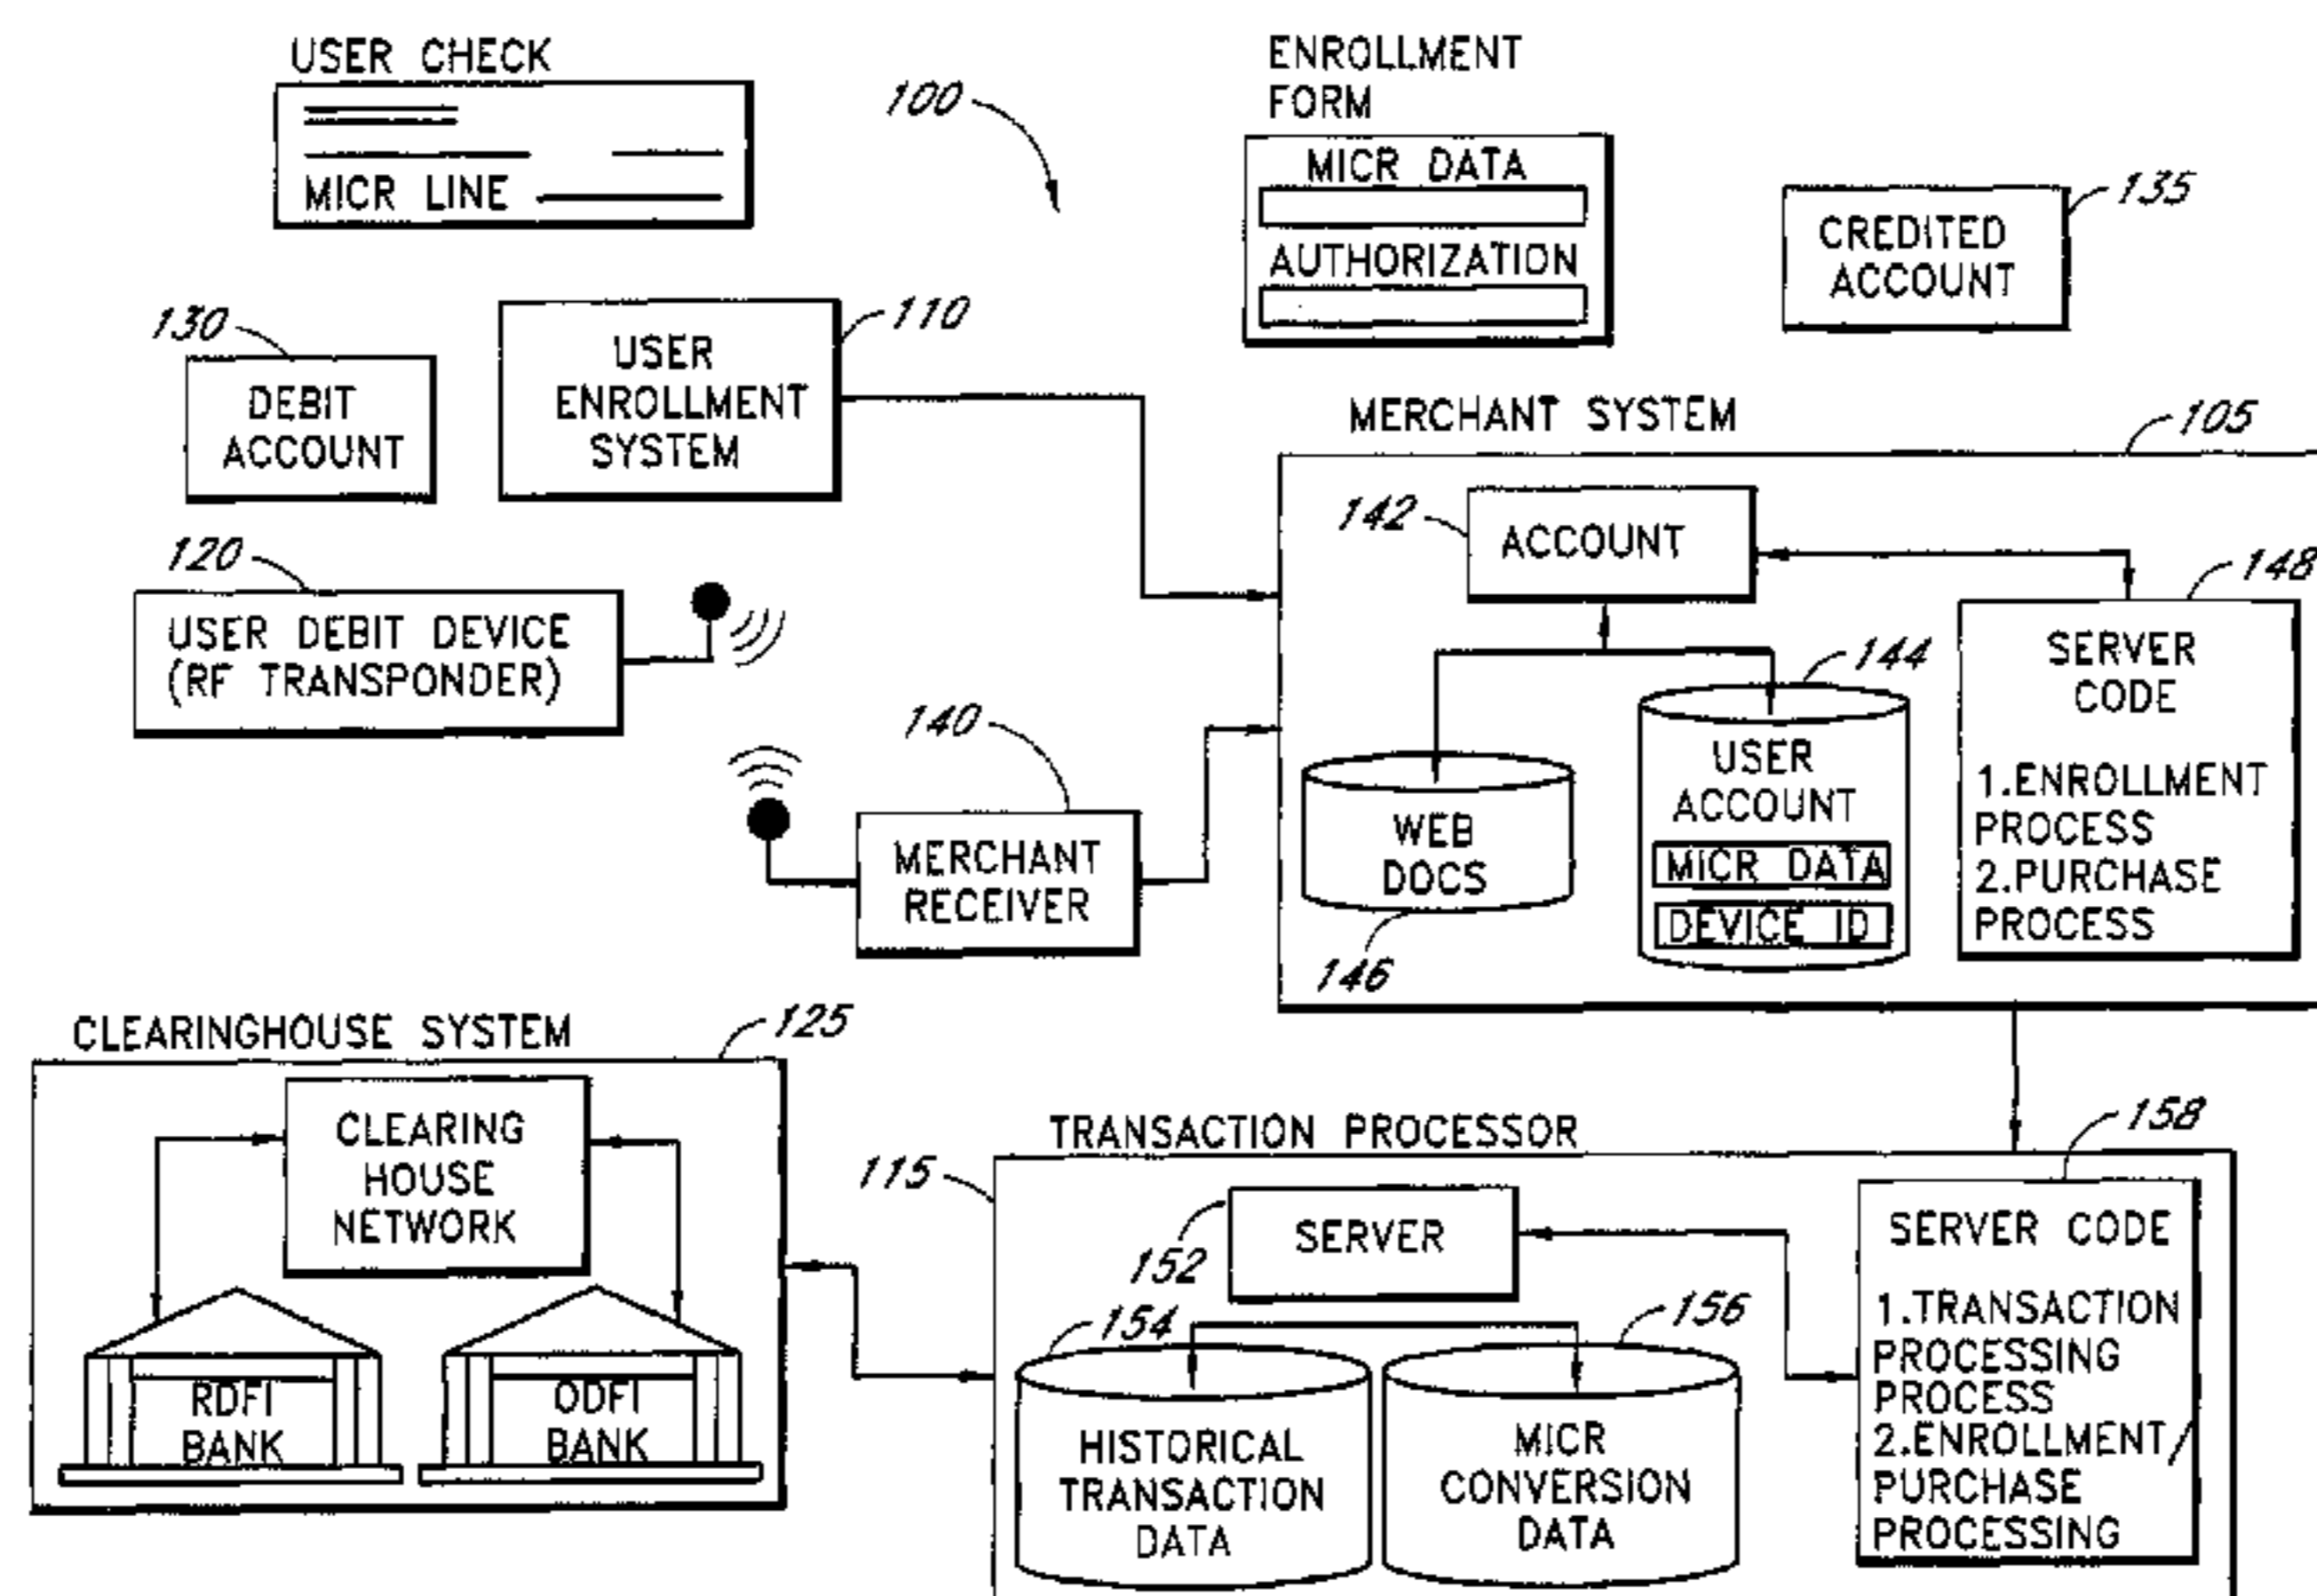 USER CHECK
MICR LINE
100
ENROLLMENT
FORM
MICR DATA
AUTHORIZATION
135
CREDITED
ACCOUNT
130
DEBIT
ACCOUNT
110
USER
ENROLLMENT
SYSTEM
MERCHANT SYSTEM
105
142
ACCOUNT
148
SERVER
CODE
1.ENROLLMENT
PROCESS
2.PURCHASE
PROCESS
144
USER
ACCOUNT
MICR DATA
DEVICE ID
WEB
DOCS
146
120
USER DEBIT DEVICE
(RF TRANSPONDER)
140
MERCHANT
RECEIVER
CLEARINGHOUSE SYSTEM
125
CLEARING
HOUSE
NETWORK
RDFI
BANK
ODFI
BANK
TRANSACTION PROCESSOR
115
152
SERVER
158
SERVER CODE
1.TRANSACTION
PROCESSING
PROCESS
2.ENROLLMENT/
PURCHASE
PROCESSING
154
HISTORICAL
TRANSACTION
DATA
156
MICR
CONVERSION
DATA